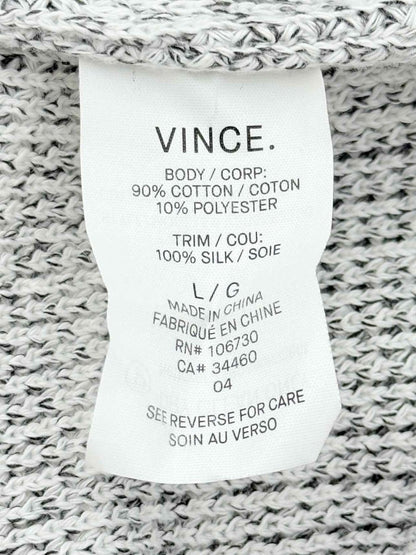 VINCE.
BODY / CORP:
90% COTTON / COTON
10% POLYESTER
TRIM / COU:
100% SILK / SOIE
L / G
MADE IN CHINA
FABRIQUÉ EN CHINE
RN# 106730
CA# 34460
04
SEE REVERSE FOR CARE
SOIN AU VERSO